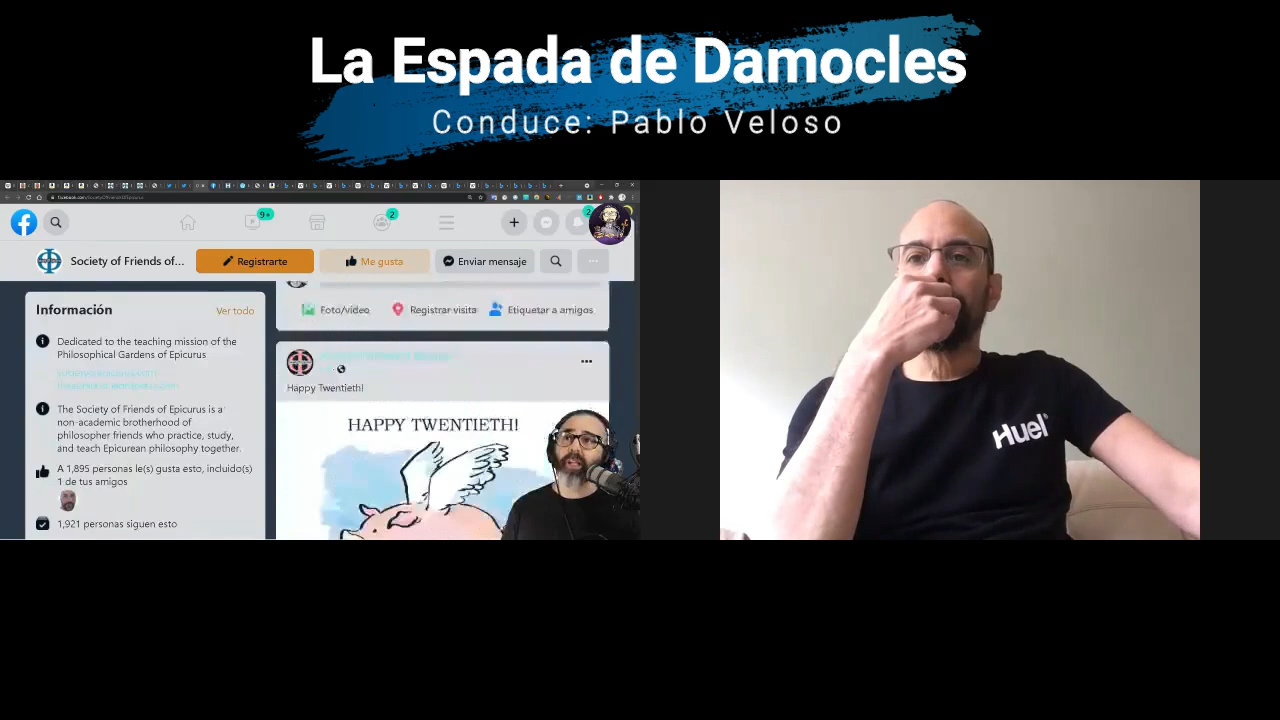 La Espada de Damocles
Conduce: Pablo Veloso
9+
2
Society of Friends of...
Registrarte
Me gusta
Enviar mensaje
Información
Ver todo
Dedicated to the teaching mission of the
Philosophical Gardens of Epicurus
The Society of Friends of Epicurus is a
non-academic brotherhood of
philosopher friends who practice, study,
and teach Epicurean philosophy together.
A 1,895 personas le(s) gusta esto, incluido(s)
1 de tus amigos
1,921 personas siguen esto
Foto/video
Registrar visita
Etiquetar a amigos
Happy Twentieth!
HAPPY TWENTIETH!
Huel